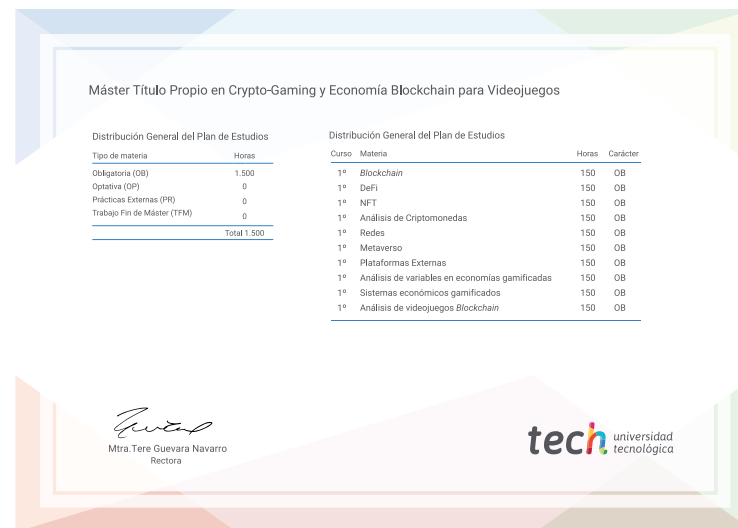 Máster Título Propio en Crypto-Gaming y Economía Blockchain para Videojuegos
Distribución General del Plan de Estudios
Tipo de materia Horas
Obligatoria (OB) 1.500
Optativa (OP) 0
Prácticas Externas (PR) 0
Trabajo Fin de Máster (TFM) 0
Total 1.500
Distribución General del Plan de Estudios
Curso Materia Horas Carácter
1º Blockchain 150 OB
1º DeFi 150 OB
1º NFT 150 OB
1º Análisis de Criptomonedas 150 OB
1º Redes 150 OB
1º Metaverso 150 OB
1º Plataformas Externas 150 OB
1º Análisis de variables en economías gamificadas 150 OB
1º Sistemas económicos gamificados 150 OB
1º Análisis de videojuegos Blockchain 150 OB
Mtra.Tere Guevara Navarro
Rectora
tech universidad
tecnológica